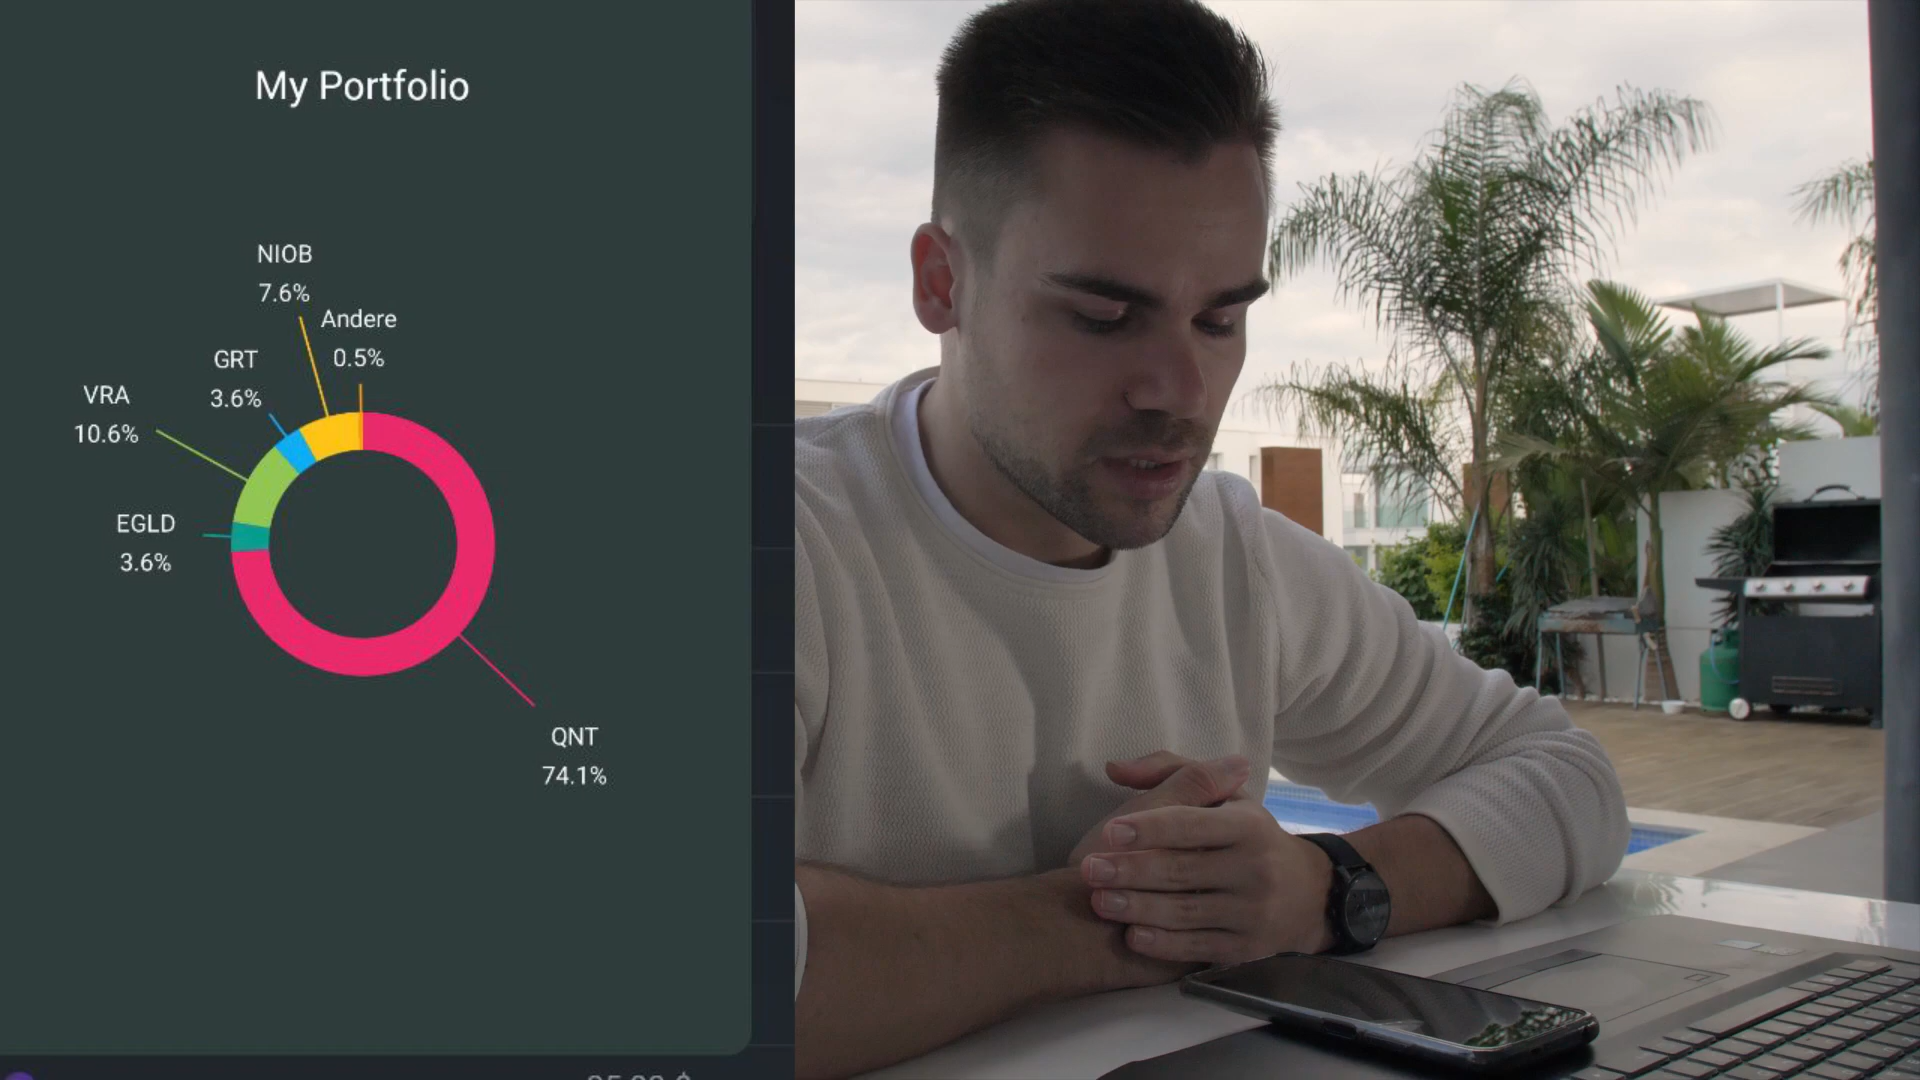 My Portfolio
NIOB
7.6%
Andere
0.5%
GRT
3.6%
VRA
10.6%
EGLD
3.6%
QNT
74.1%